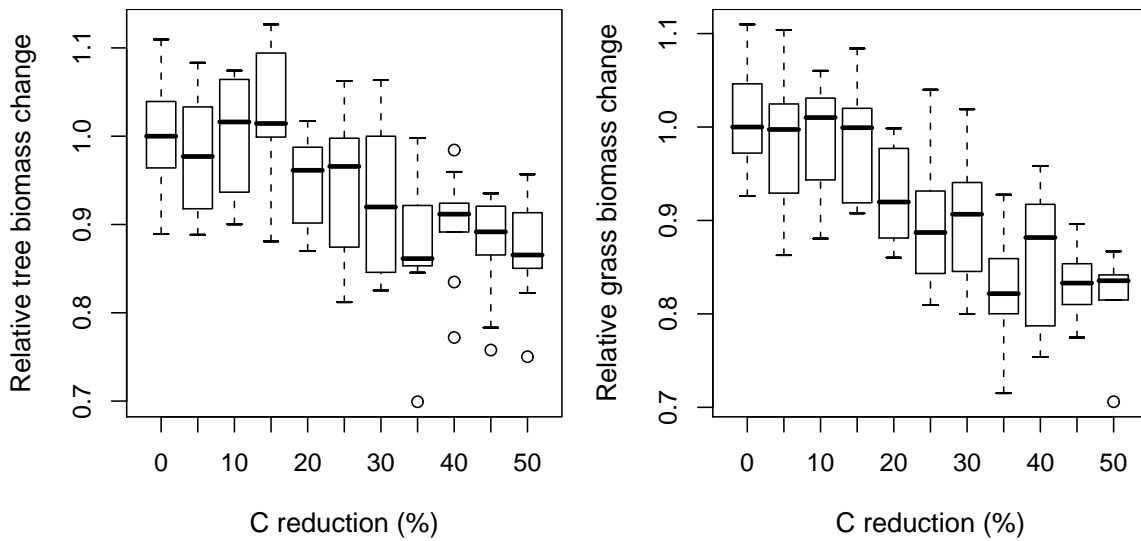 Relative tree biomass change
1.1
1.0
0.9
0.8
0.7
0 10 20 30 40 50
C reduction (%)
Relative grass biomass change
1.1
1.0
0.9
0.8
0.7
0 10 20 30 40 50
C reduction (%)